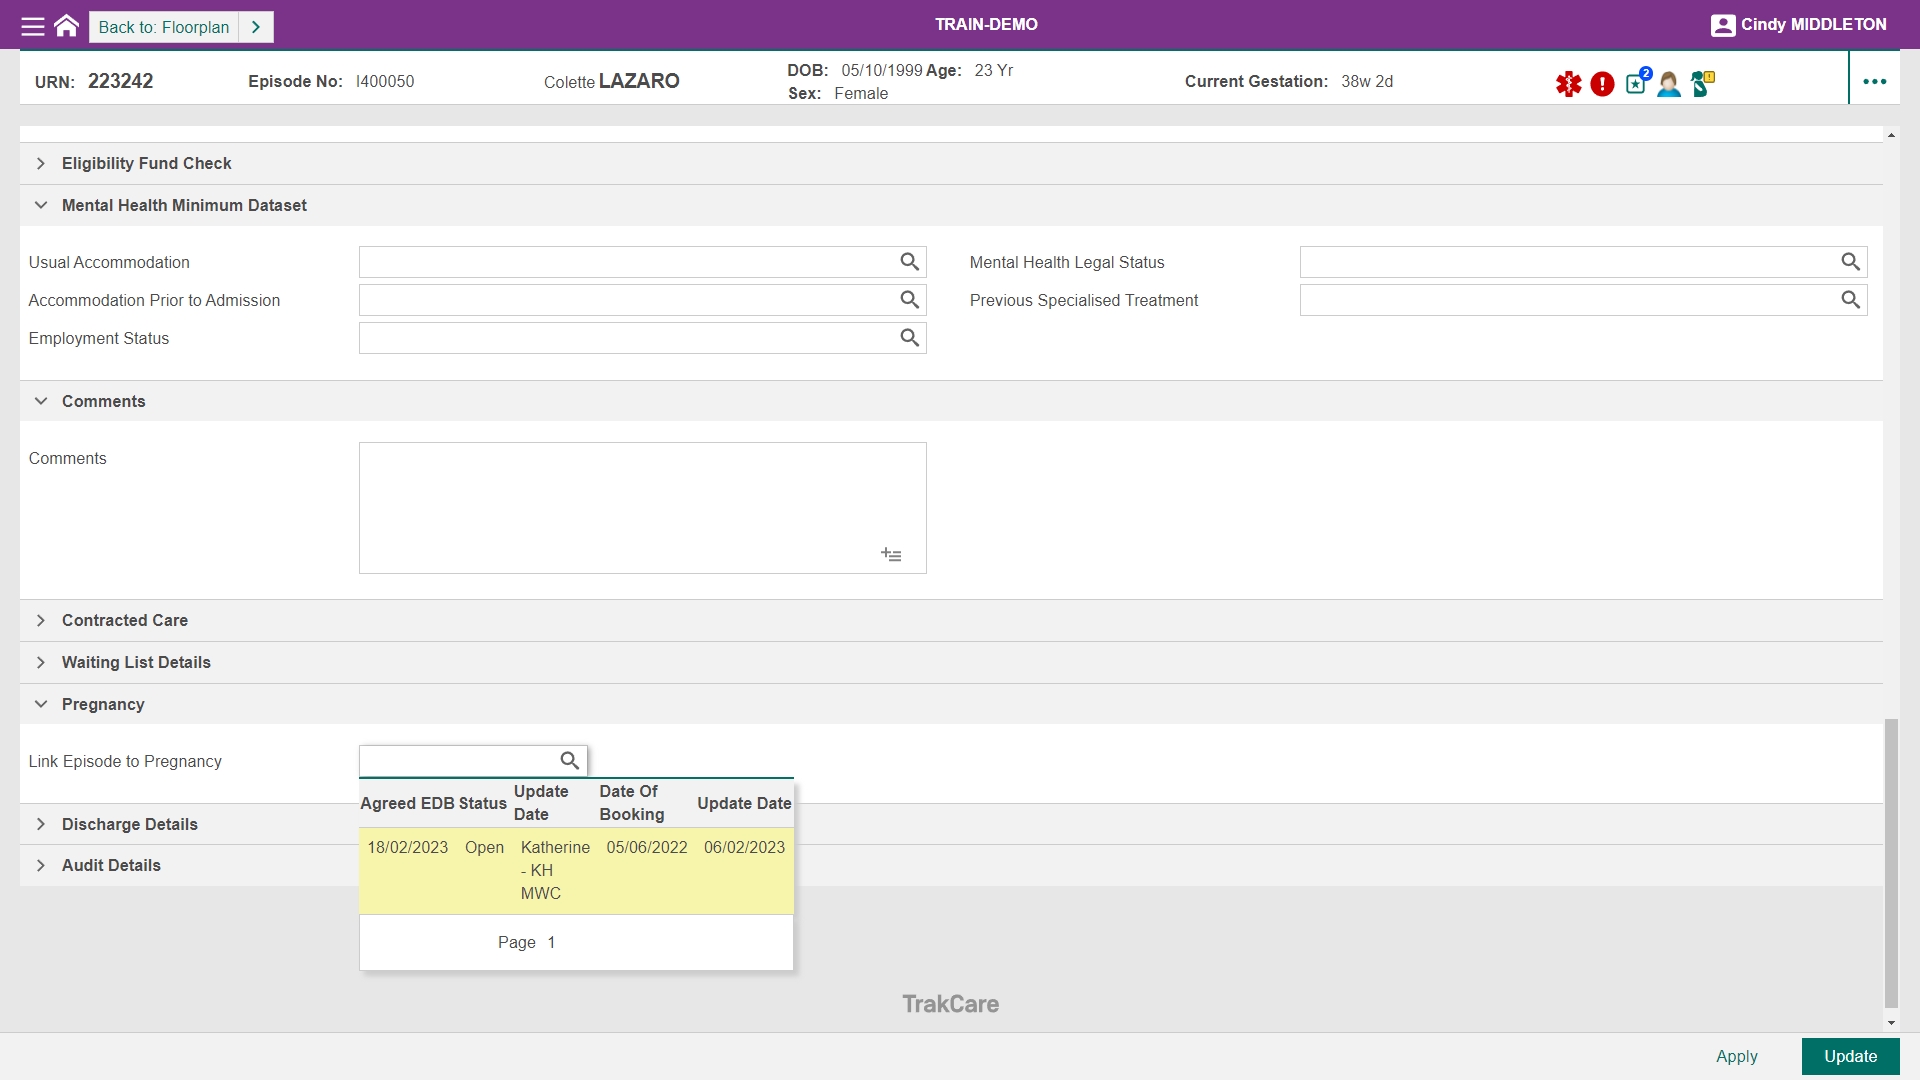 Back to: Floorplan
TRAIN-DEMO
Cindy MIDDLETON
URN: 223242
Episode No: I400050
Colette LAZARO
DOB: 05/10/1999 Age: 23 Yr
Sex: Female
Current Gestation: 38w 2d
2
Eligibility Fund Check
Mental Health Minimum Dataset
Usual Accommodation
Mental Health Legal Status
Accommodation Prior to Admission
Previous Specialised Treatment
Employment Status
Comments
Comments
Contracted Care
Waiting List Details
Pregnancy
Link Episode to Pregnancy
Agreed EDB Status Update Date Date Of Booking Update Date
18/02/2023 Open Katherine - KH MWC 05/06/2022 06/02/2023
Page 1
Discharge Details
Audit Details
TrakCare
Apply
Update